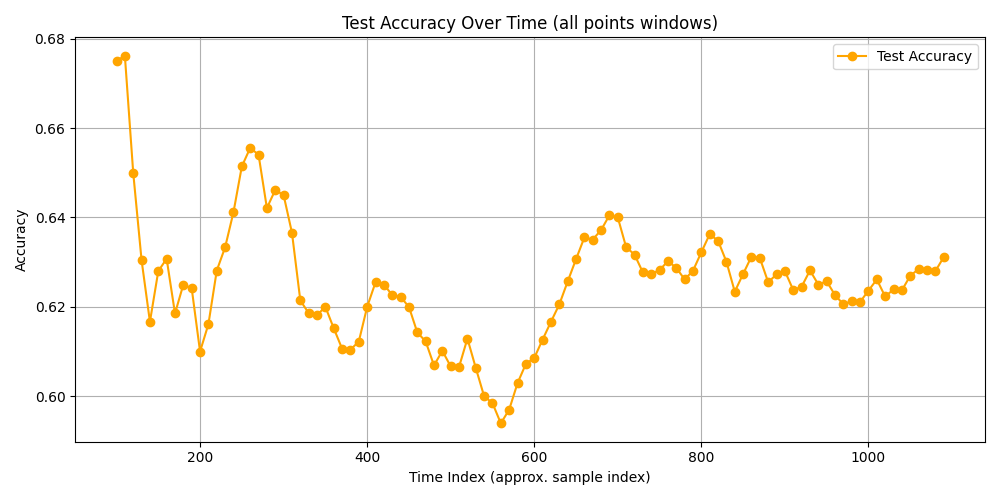 Test Accuracy Over Time (all points windows)
Test Accuracy
Accuracy
0.68
0.66
0.64
0.62
0.60
200 400 600 800 1000
Time Index (approx. sample index)